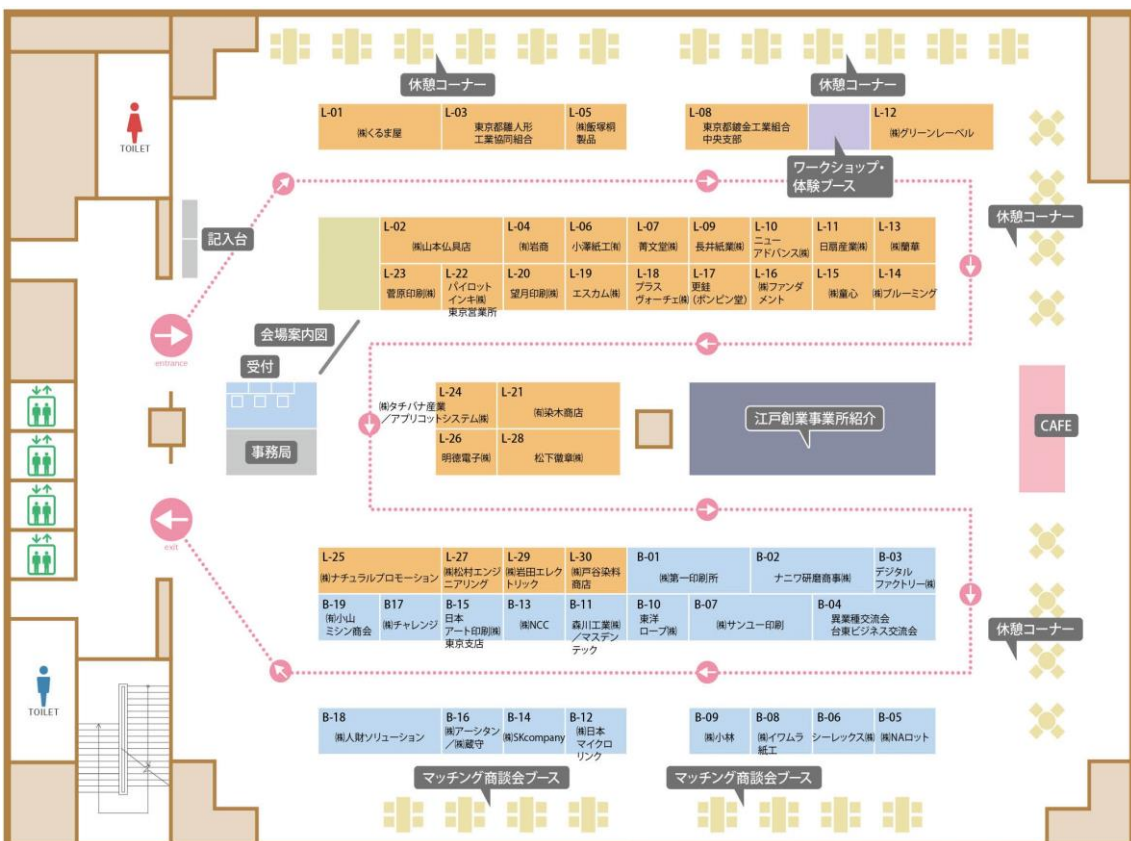 休憩コーナー
休憩コーナー
L-01
㈱くるま屋
L-03
東京都雛人形
工業協同組合
L-05
㈱飯塚桐
製品
L-08
東京都鍍金工業組合
中央支部
L-12
㈱グリーンレーベル
TOILET
ワークショップ・
体験ブース
記入台
休憩コーナー
L-02
㈱山本仏具店
L-04
㈲岩商
L-06
小澤紙工㈲
L-07
菁文堂㈱
L-09
長井紙業㈱
L-10
ニュー
アドバンス㈱
L-11
日扇産業㈱
L-13
㈱蘭華
L-23
菅原印刷㈱
L-22
パイロット
インキ㈱
東京営業所
L-20
望月印刷㈱
L-19
エスカム㈱
L-18
プラス
ヴォーチェ㈱
L-17
更鮭
(ボンビン堂)
L-16
㈱ファンダ
メント
L-15
㈱童心
L-14
㈱ブルーミング
entrance
会場案内図
受付
事務局
L-24
㈱タチバナ産業
／アプリコットシステム㈱
L-21
㈲染木商店
L-26
明徳電子㈱
L-28
松下徽章㈱
江戸創業事業所紹介
CAFE
exit
L-25
㈱ナチュラルプロモーション
L-27
㈱松村エンジ
ニアリング
L-29
㈱岩田エレク
トリック
L-30
㈱戸谷染料
商店
B-01
㈱第一印刷所
B-02
ナニワ研磨商事㈱
B-03
デジタル
ファクトリー㈱
B-19
㈲小山
ミシン商会
B17
㈱チャレンジ
B-15
日本
アート印刷㈱
東京支店
B-13
㈱NCC
B-11
森川工業㈱
／マスデン
テック
B-10
東洋
ロープ㈱
B-07
㈱サンユー印刷
B-04
異業種交流会
台東ビジネス交流会
休憩コーナー
TOILET
B-18
㈱人財ソリューション
B-16
㈱アーシタン
／㈱蔵守
B-14
㈱SKcompany
B-12
㈱日本
マイクロ
リンク
B-09
㈱小林
B-08
㈱イワムラ
紙工
B-06
シーレックス㈱
B-05
㈱NAロット
マッチング商談会ブース
マッチング商談会ブース